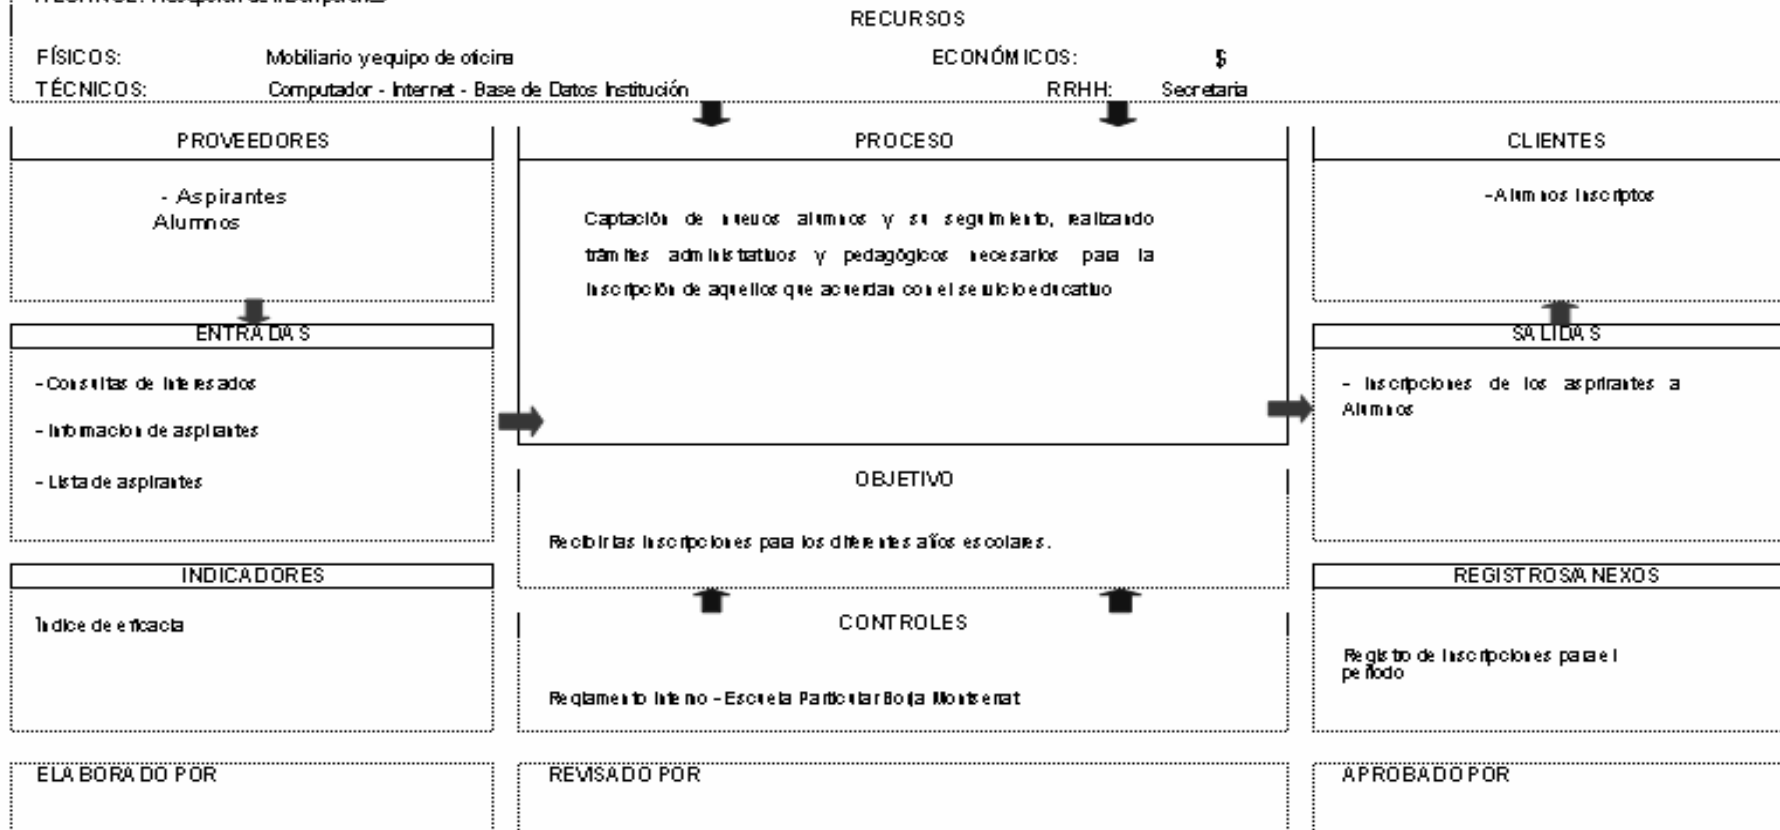 RECURSOS
FÍSICOS: Mobiliario y equipo de oficina ECONÓMICOS: $
TÉCNICOS: Computador - Internet - Base de Datos Institución RRHH: Secretaria
PROVEEDORES
- Aspirantes
Alumnos
PROCESO
Captación de nuevos alumnos y su seguimiento, realizando
trámites administrativos y pedagógicos necesarios para la
inscripción de aquellos que acuerdan con el servicio educativo
CLIENTES
-Alumnos Inscriptos
ENTRADAS
- Consultas de Interesados
- Informacion de aspirantes
- Lista de aspirantes
SALIDAS
- Inscripciones de los asprirantes a
Alumnos
OBJETIVO
Recibir las Inscripciones para los diferentes años escolares.
INDICADORES
Indice de eficacia
CONTROLES
Reglamento Interno - Escuela Particular Borja Montserrat
REGISTROS/ANEXOS
Registro de Inscripciones para el
período
ELABORADO POR
REVISADO POR
APROBADO POR